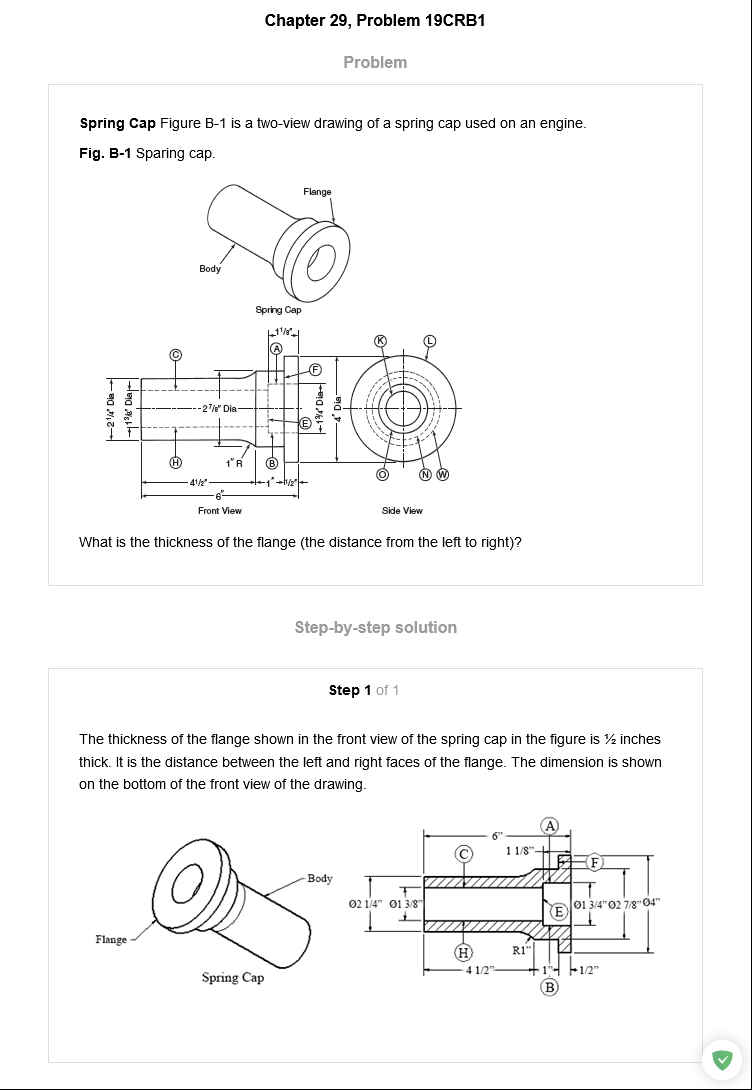 Chapter 29, Problem 19CRB1
Problem
Spring Cap Figure B-1 is a two-view drawing of a spring cap used on an engine.
Fig. B-1 Sparing cap.
Flange
Body
Spring Cap
1 1/8"
A
K
L
C
F
2 1/4" Dia
1 3/8" Dia
2 7/8" Dia
E
1 3/4" Dia
4" Dia
H
1" R
B
O
N
W
4 1/2"
1"
1/2"
6"
Front View
Side View
What is the thickness of the flange (the distance from the left to right)?
Step-by-step solution
Step 1 of 1
The thickness of the flange shown in the front view of the spring cap in the figure is ½ inches
thick. It is the distance between the left and right faces of the flange. The dimension is shown
on the bottom of the front view of the drawing.
A
6"
C
1 1/8"
F
Body
Ø2 1/4"
Ø1 3/8"
E
Ø1 3/4"
Ø2 7/8"
Ø4"
Flange
H
R1"
Spring Cap
4 1/2"
1"
1/2"
B